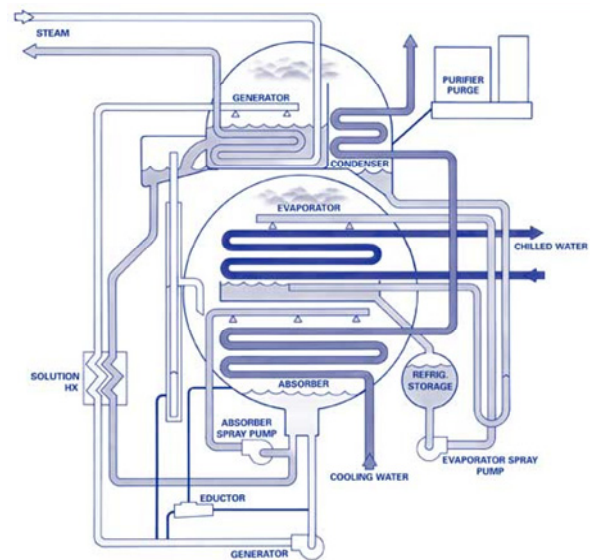 STEAM
PURIFIER
PURGE
GENERATOR
CONDENSER
EVAPORATOR
CHILLED WATER
SOLUTION
HX
ABSORBER
REFRIG.
STORAGE
ABSORBER
SPRAY PUMP
EVAPORATOR SPRAY
PUMP
COOLING WATER
EDUCTOR
GENERATOR